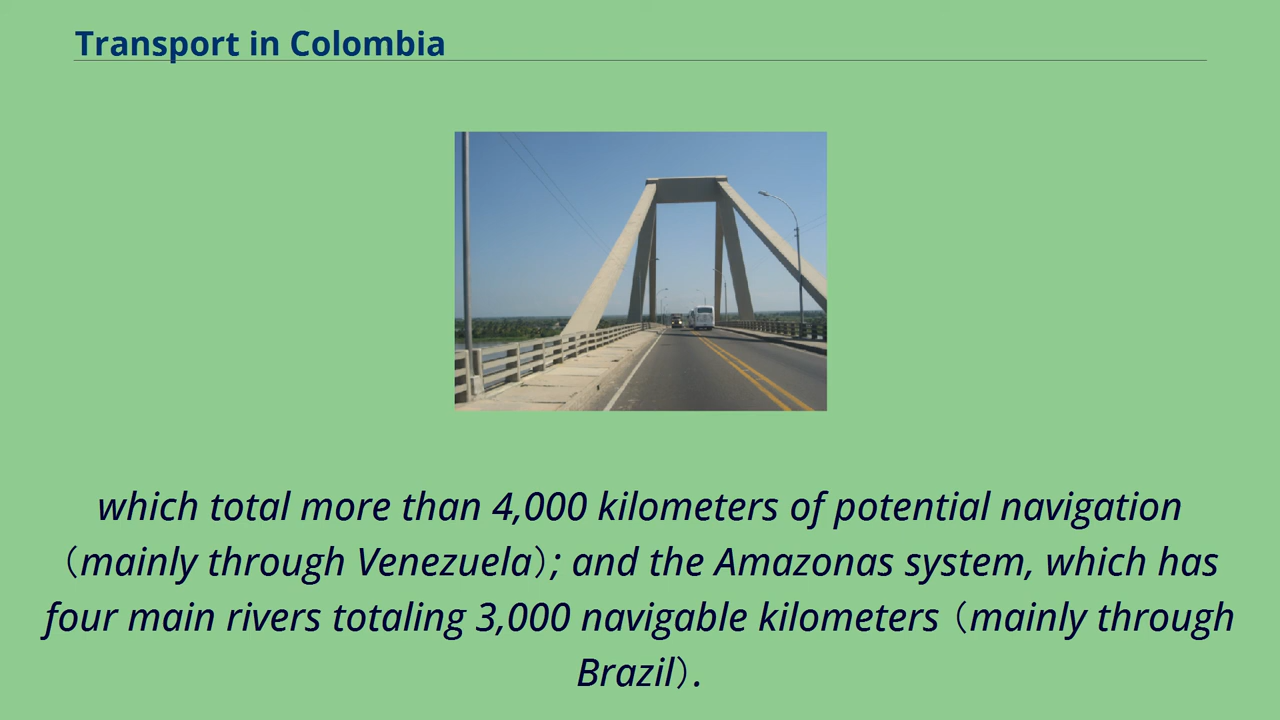 Transport in Colombia
which total more than 4,000 kilometers of potential navigation
（mainly through Venezuela）; and the Amazonas system, which has
four main rivers totaling 3,000 navigable kilometers （mainly through
Brazil）.